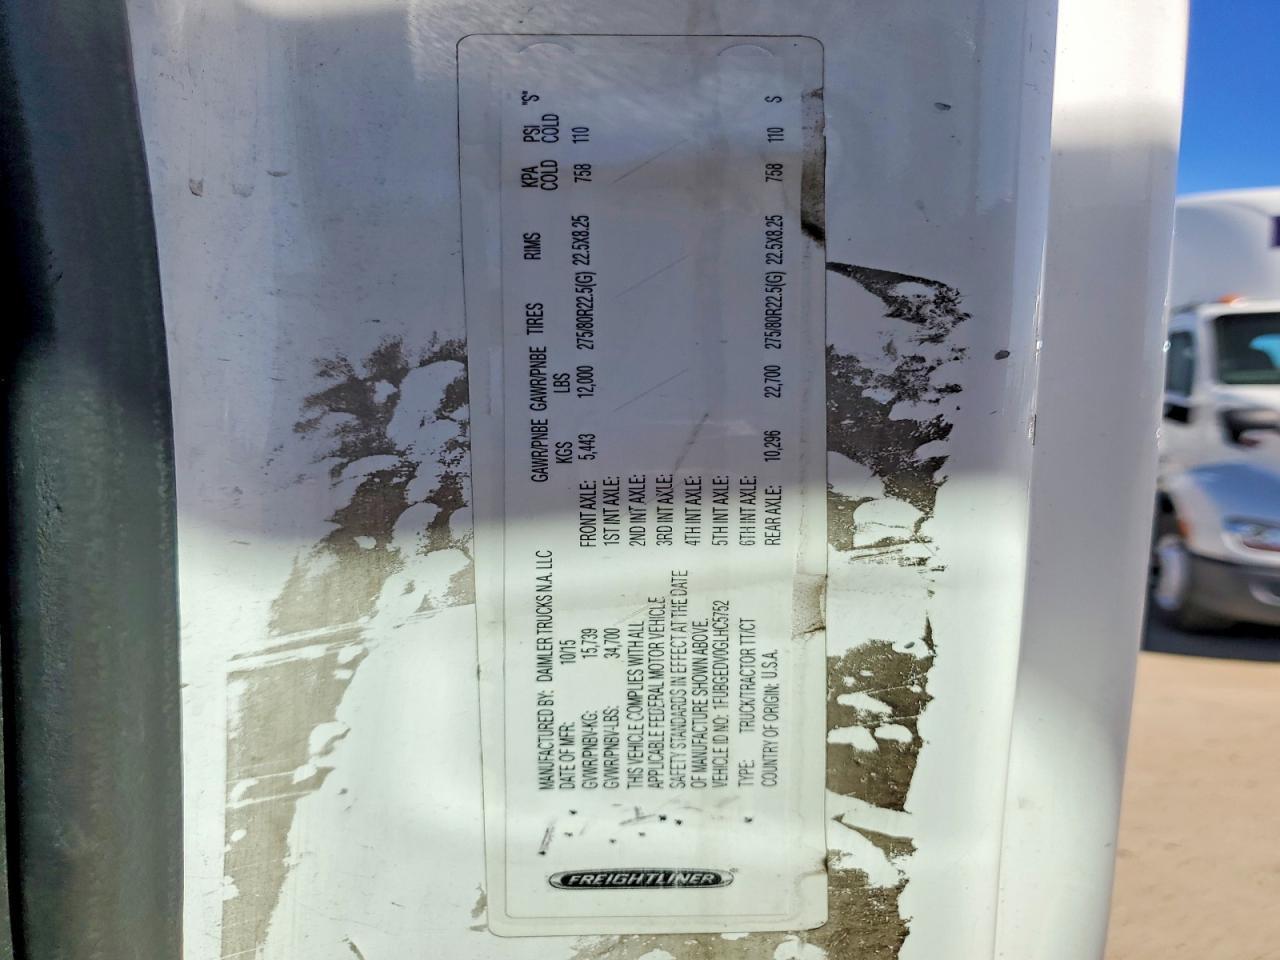 FREIGHTLINER
MANUFACTURED BY: DAIMLER TRUCKS N.A. LLC
DATE OF MFR: 10/15
GVWR/PNBV-KG: 15,739
GVWR/PNBV-LBS: 34,700
THIS VEHICLE COMPLIES WITH ALL
APPLICABLE FEDERAL MOTOR VEHICLE
SAFETY STANDARDS IN EFFECT AT THE DATE
OF MANUFACTURE SHOWN ABOVE.
VEHICLE ID NO: 1FUBGEDV0GLHC5752
TYPE: TRUCK/TRACTOR TT/CT
COUNTRY OF ORIGIN: U.S.A.
GAWR/PNBE GAWR/PNBE TIRES RIMS KPA PSI "S"
KGS LBS COLD COLD
FRONT AXLE: 5,443 12,000 275/80R22.5(G) 22.5X8.25 758 110
1ST INT AXLE:
2ND INT AXLE:
3RD INT AXLE:
4TH INT AXLE:
5TH INT AXLE:
6TH INT AXLE:
REAR AXLE: 10,296 22,700 275/80R22.5(G) 22.5X8.25 758 110 S